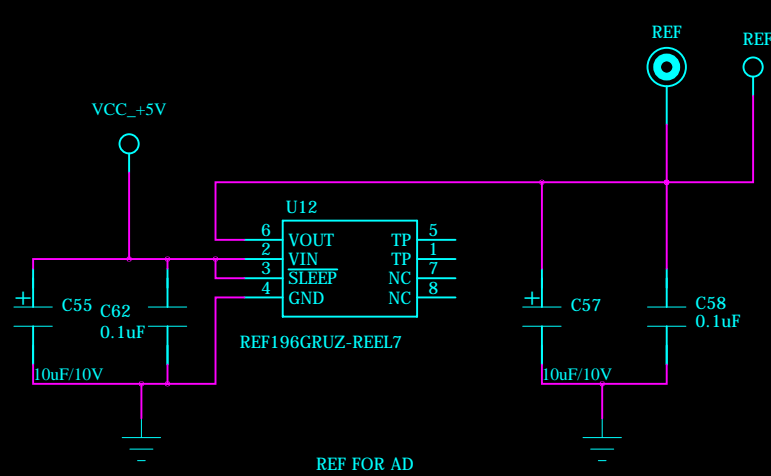 REF
REF
VCC_+5V
U12
6 VOUT TP 5
2 VIN TP 1
3 SLEEP NC 7
4 GND NC 8
+ C55
C62
0.1uF
+ C57
C58
0.1uF
REF196GRUZ-REEL7
10uF/10V
10uF/10V
REF FOR AD